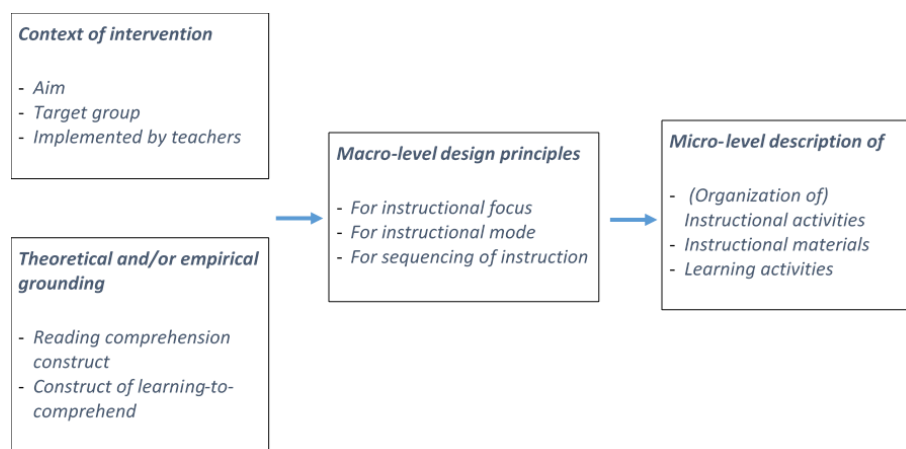 Context of intervention
- Aim
- Target group
- Implemented by teachers
Theoretical and/or empirical
grounding
- Reading comprehension
construct
- Construct of learning-to-
comprehend
Macro-level design principles
- For instructional focus
- For instructional mode
- For sequencing of instruction
Micro-level description of
- (Organization of)
Instructional activities
- Instructional materials
- Learning activities